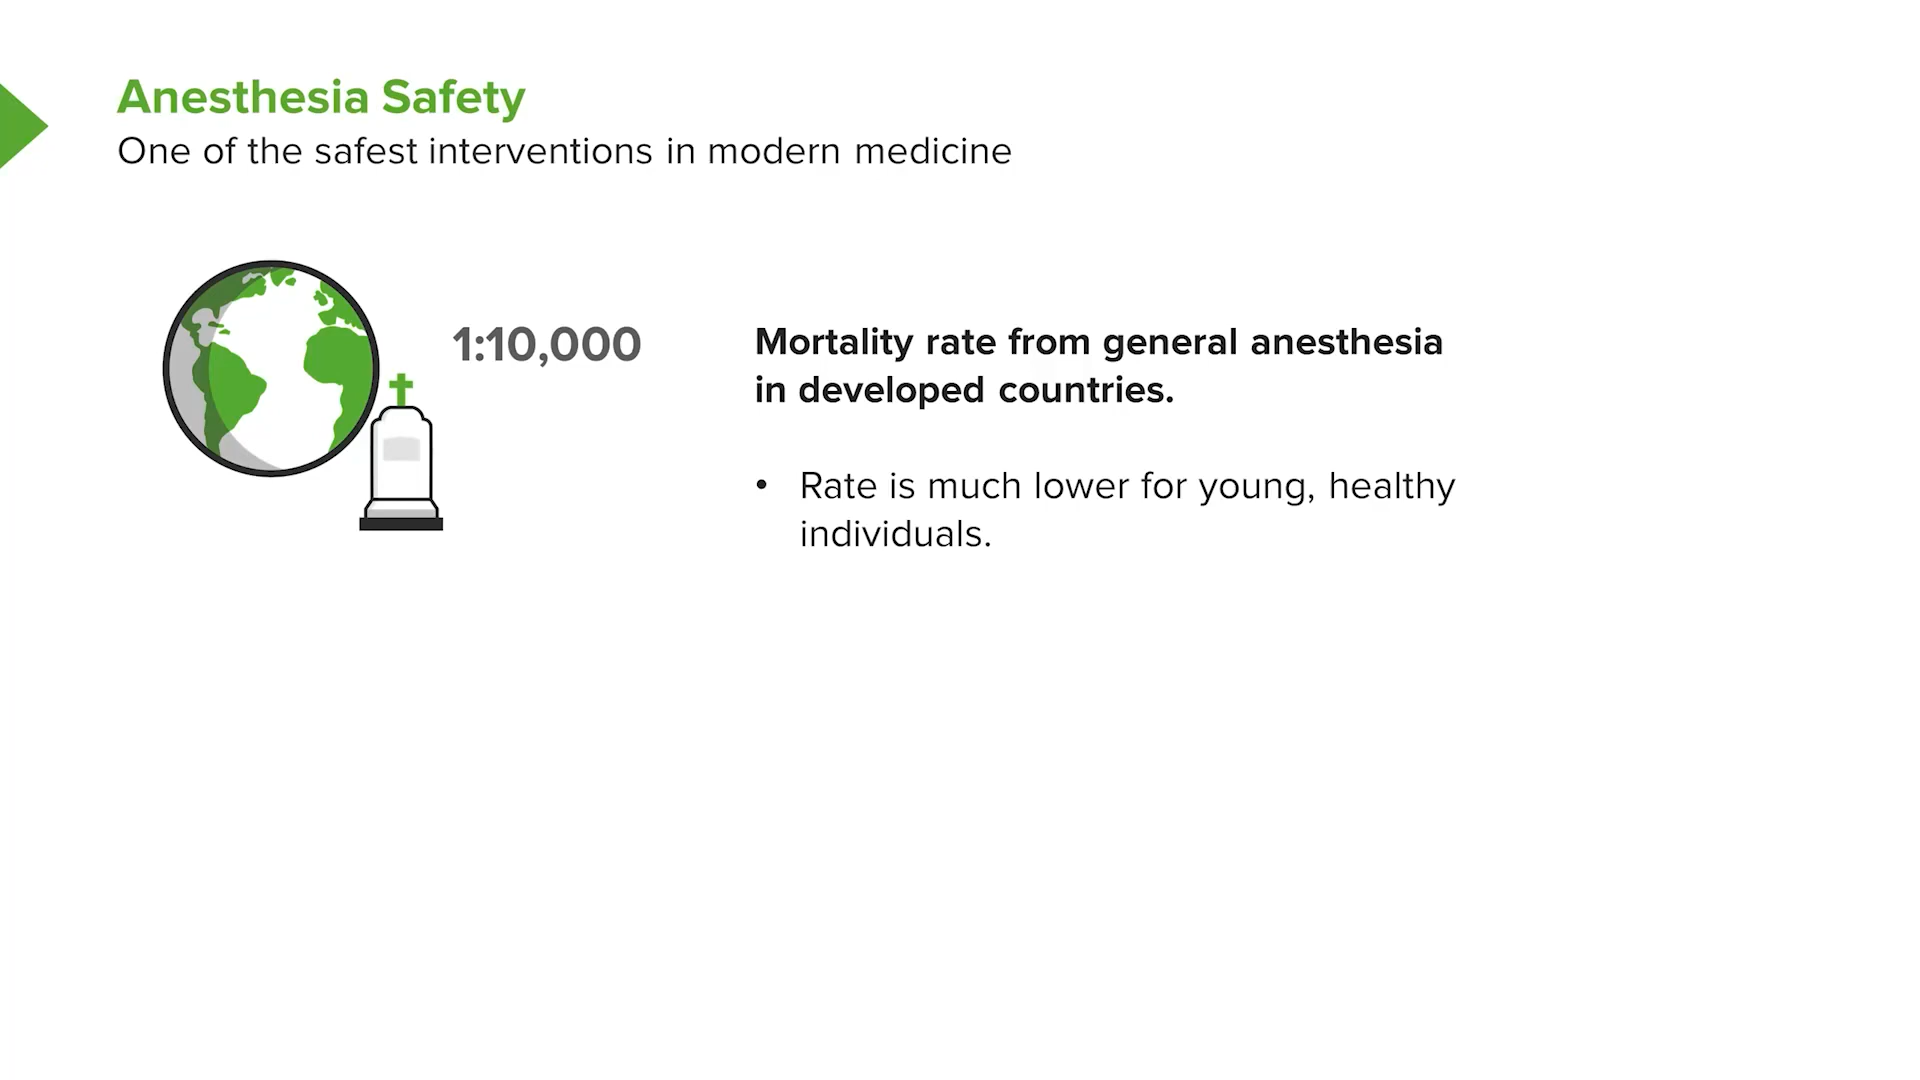 Anesthesia Safety
One of the safest interventions in modern medicine
1:10,000
Mortality rate from general anesthesia
in developed countries.
• Rate is much lower for young, healthy
individuals.